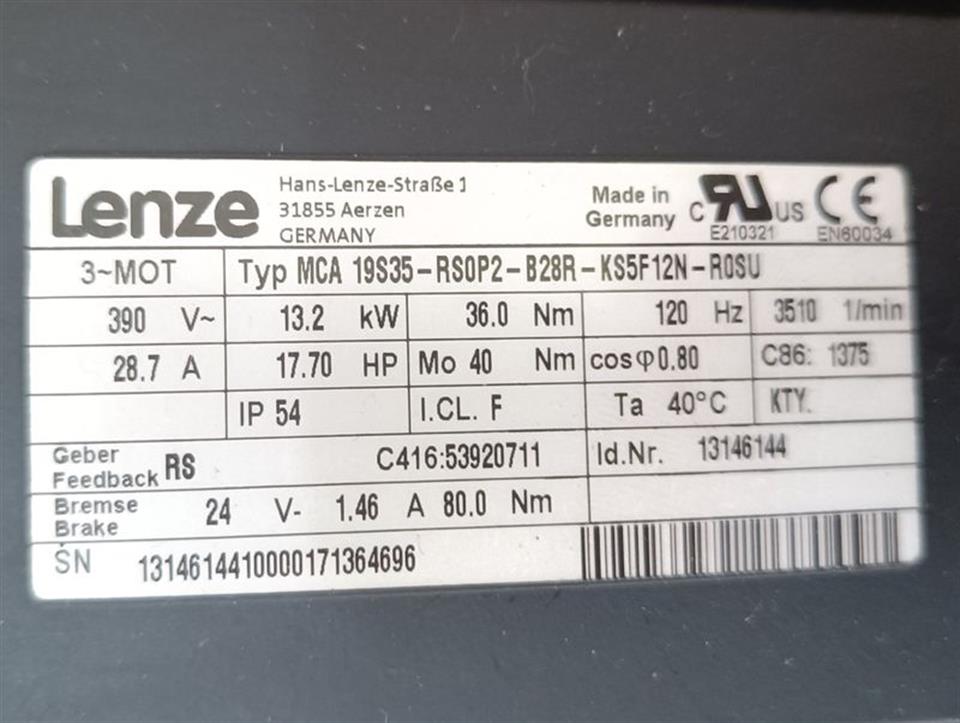 Lenze
Hans-Lenze-Straße 1
31855 Aerzen
GERMANY
Made in
Germany
C RU US CE
E210321 EN60034
3~MOT Typ MCA 19S35-RS0P2-B28R-KS5F12N-R0SU
390 V~ 13.2 kW 36.0 Nm 120 Hz 3510 1/min
28.7 A 17.70 HP Mo 40 Nm cosφ0.80 C86: 1375
IP 54 I.CL. F Ta 40°C KTY.
Geber
Feedback RS C416:53920711 Id.Nr. 13146144
Bremse
Brake 24 V- 1.46 A 80.0 Nm
SN 1314614410000171364696